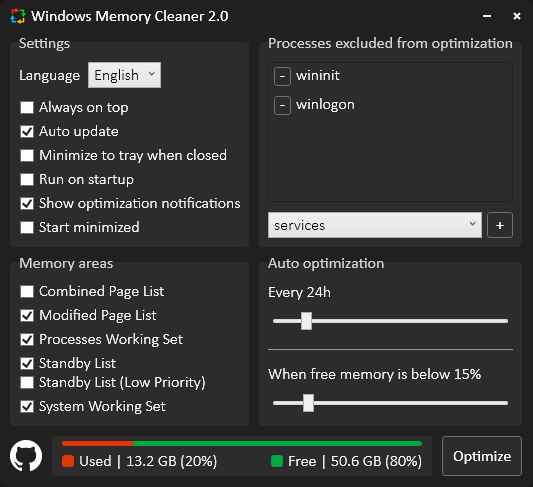 Windows Memory Cleaner 2.0
Settings
Language English
Always on top
Auto update
Minimize to tray when closed
Run on startup
Show optimization notifications
Start minimized
Processes excluded from optimization
- wininit
- winlogon
services +
Memory areas
Combined Page List
Modified Page List
Processes Working Set
Standby List
Standby List (Low Priority)
System Working Set
Auto optimization
Every 24h
When free memory is below 15%
Used | 13.2 GB (20%) Free | 50.6 GB (80%)
Optimize